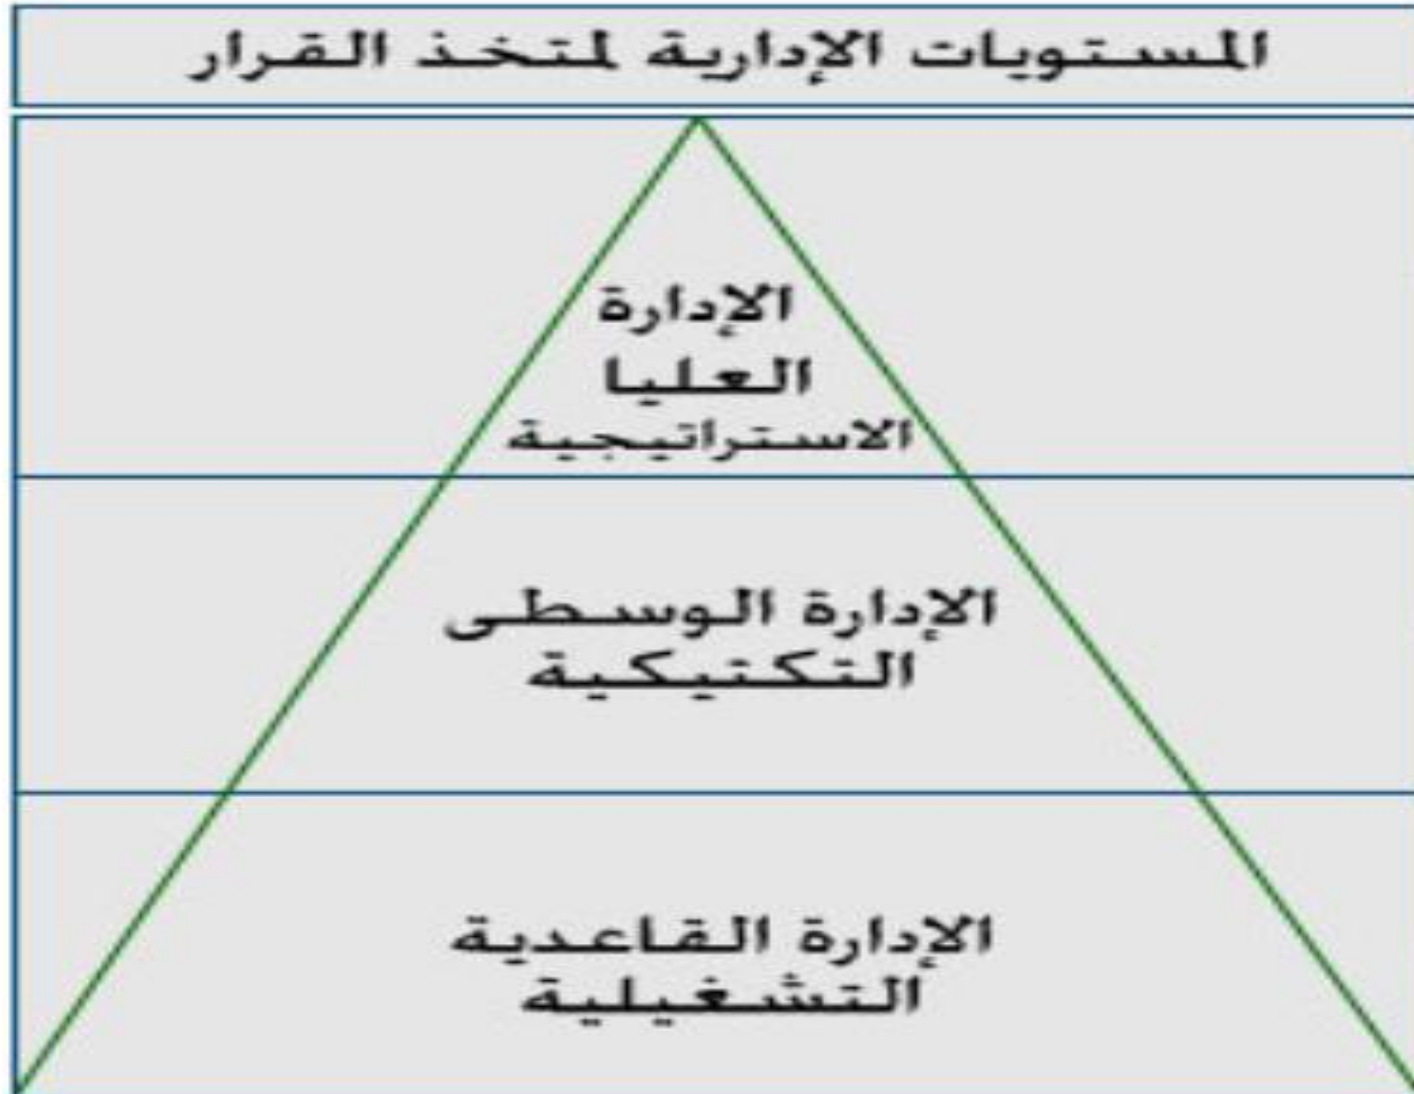 المستويات الإدارية لمتخذ القرار
الإدارة
العليا
الاستراتيجية
الإدارة الوسطى
التكتيكية
الإدارة القاعدية
التشغيلية